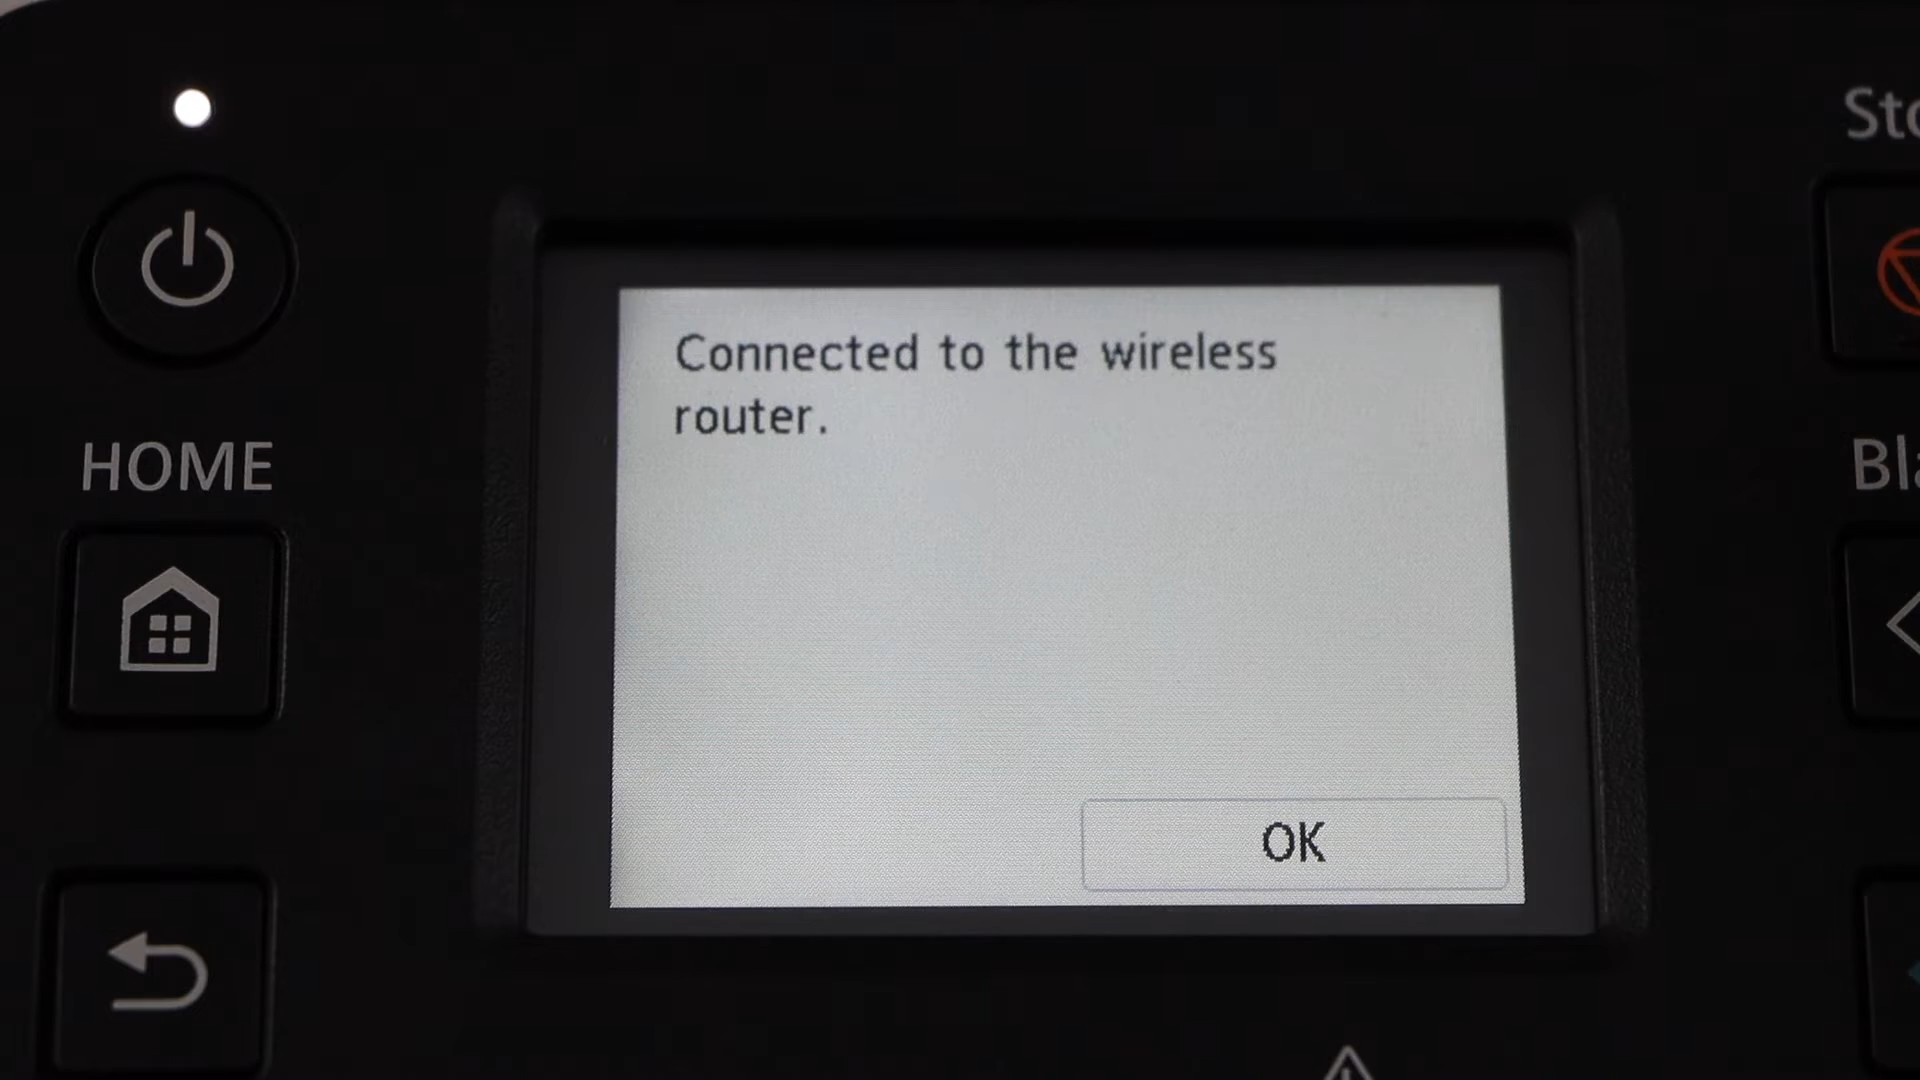 HOME
Connected to the wireless
router.
OK